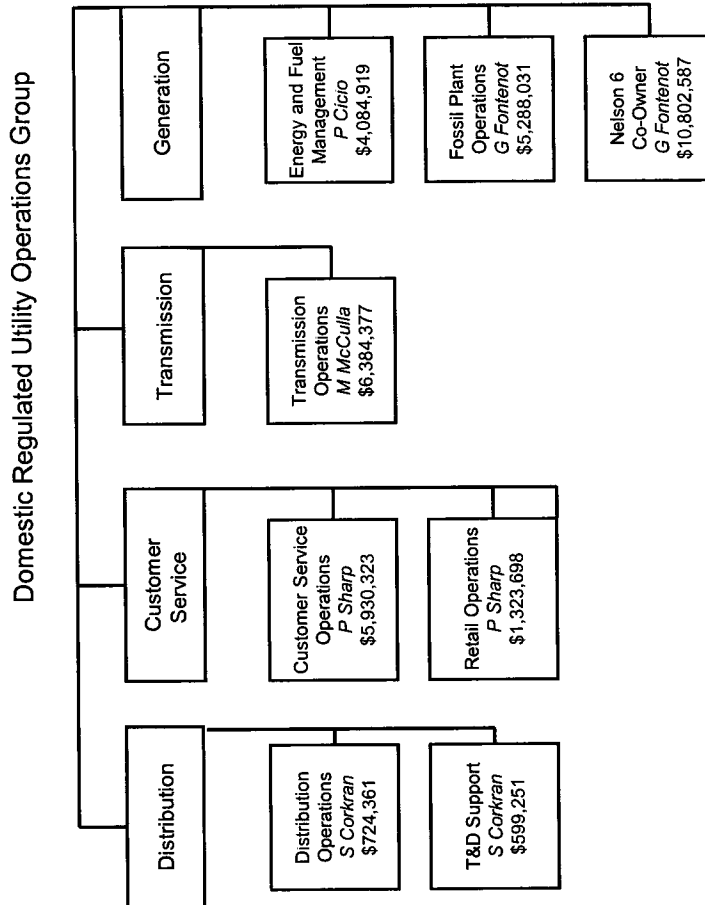 Domestic Regulated Utility Operations Group
Distribution
Distribution
Operations
S Corkran
$724,361
T&D Support
S Corkran
$599,251
Customer
Service
Customer Service
Operations
P Sharp
$5,930,323
Retail Operations
P Sharp
$1,323,698
Transmission
Transmission
Operations
M McCulla
$6,384,377
Generation
Energy and Fuel
Management
P Cicio
$4,084,919
Fossil Plant
Operations
G Fontenot
$5,288,031
Nelson 6
Co-Owner
G Fontenot
$10,802,587